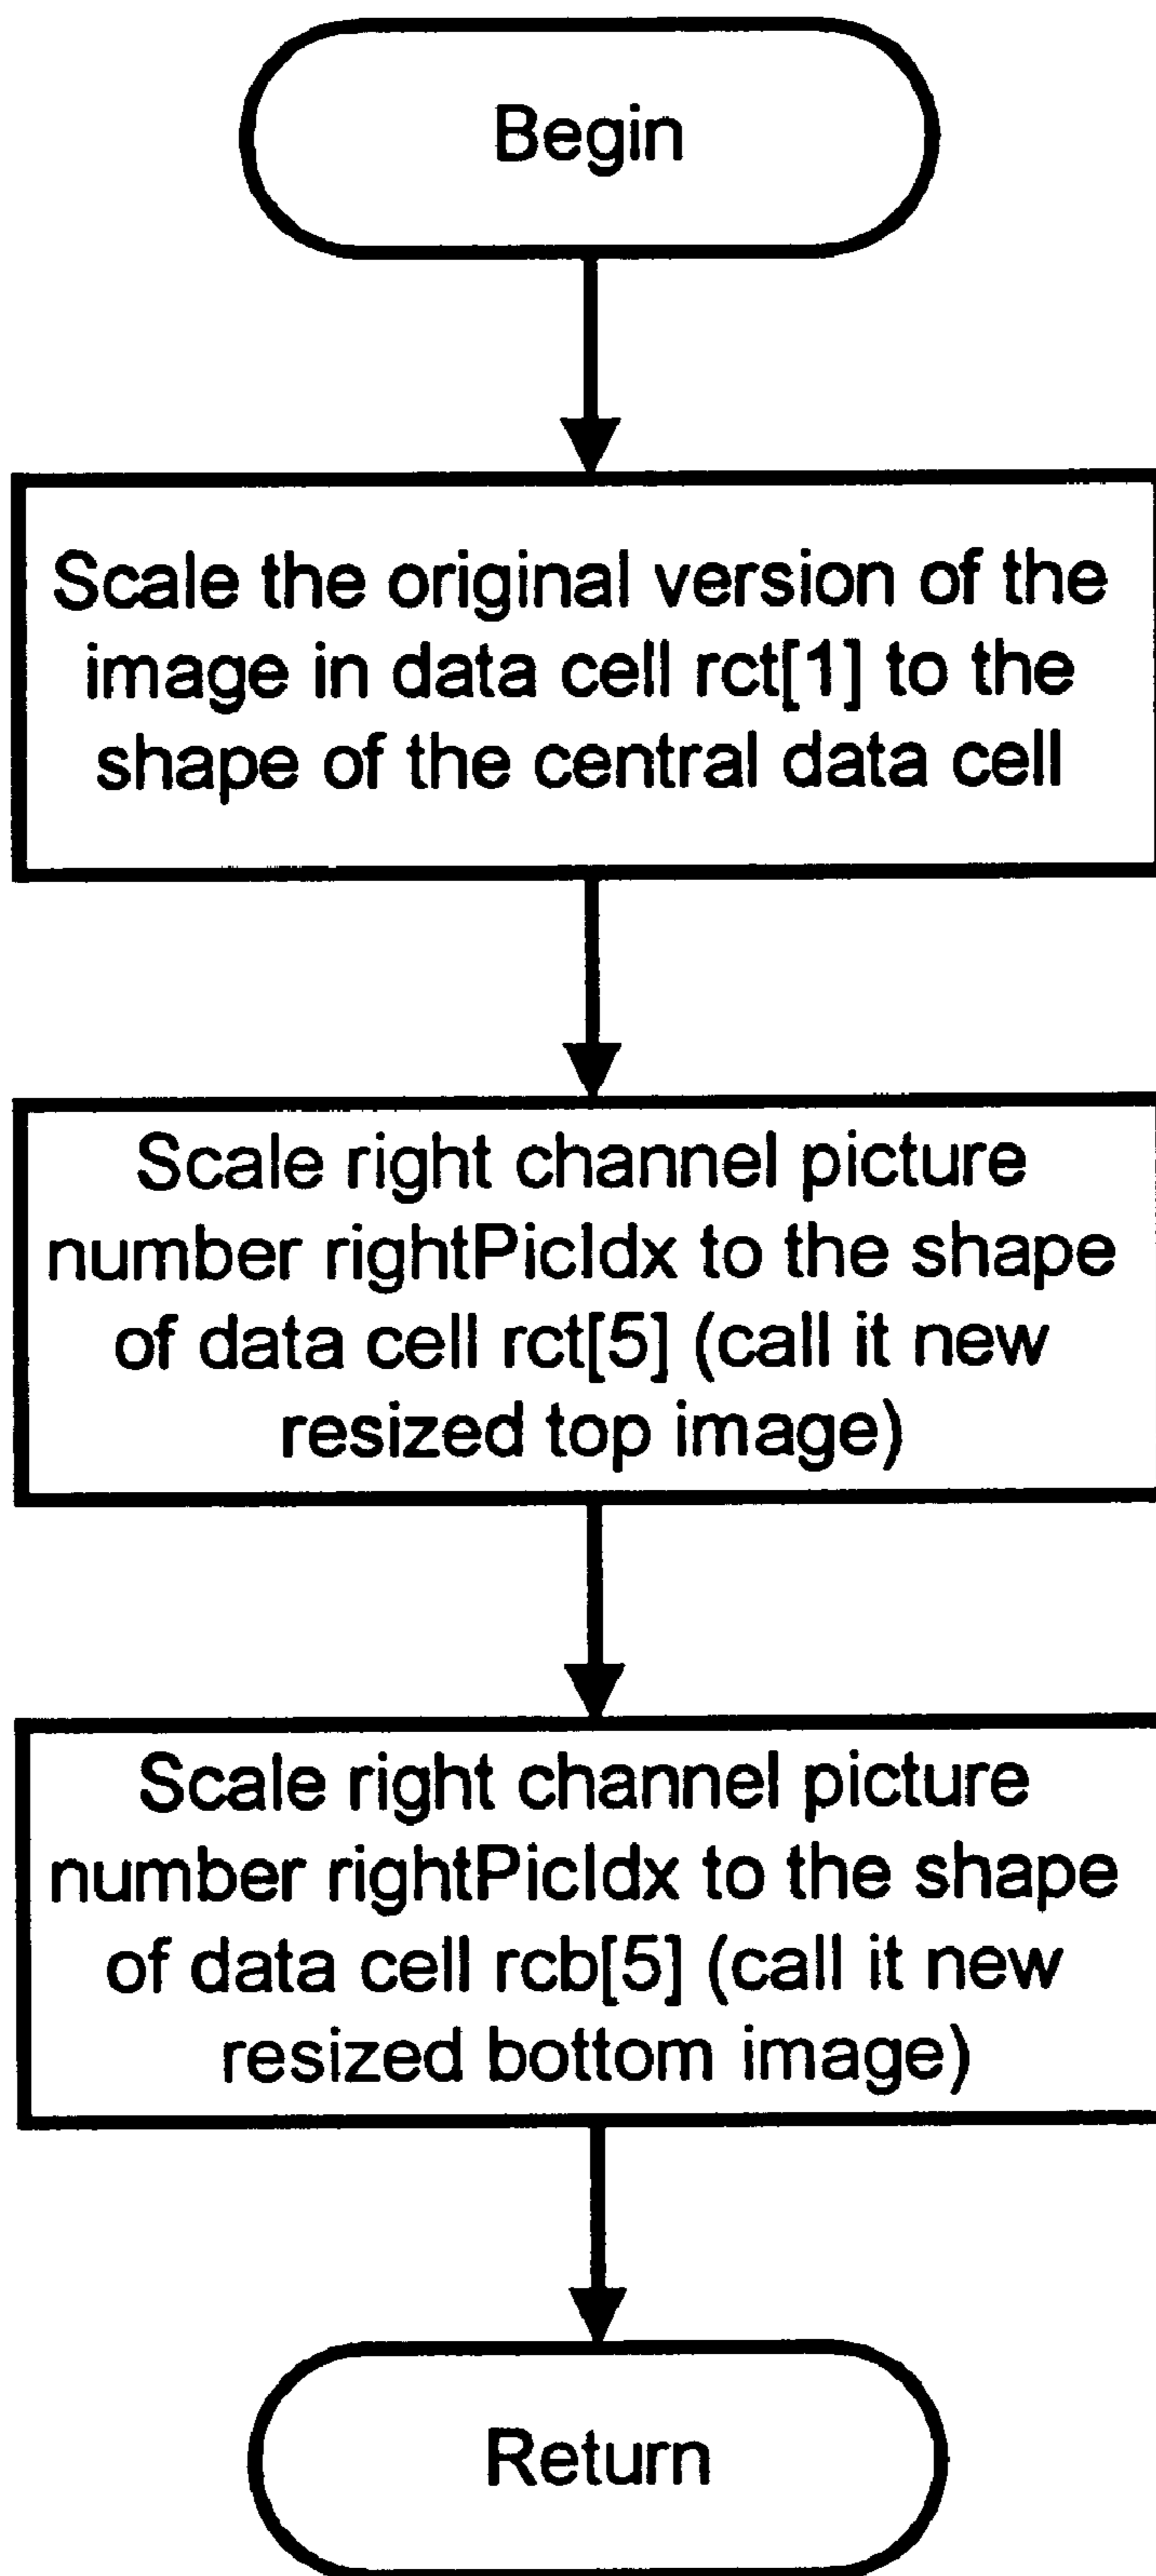 Begin
Scale the original version of the
image in data cell rct[1] to the
shape of the central data cell
Scale right channel picture
number rightPicIdx to the shape
of data cell rct[5] (call it new
resized top image)
Scale right channel picture
number rightPicIdx to the shape
of data cell rcb[5] (call it new
resized bottom image)
Return